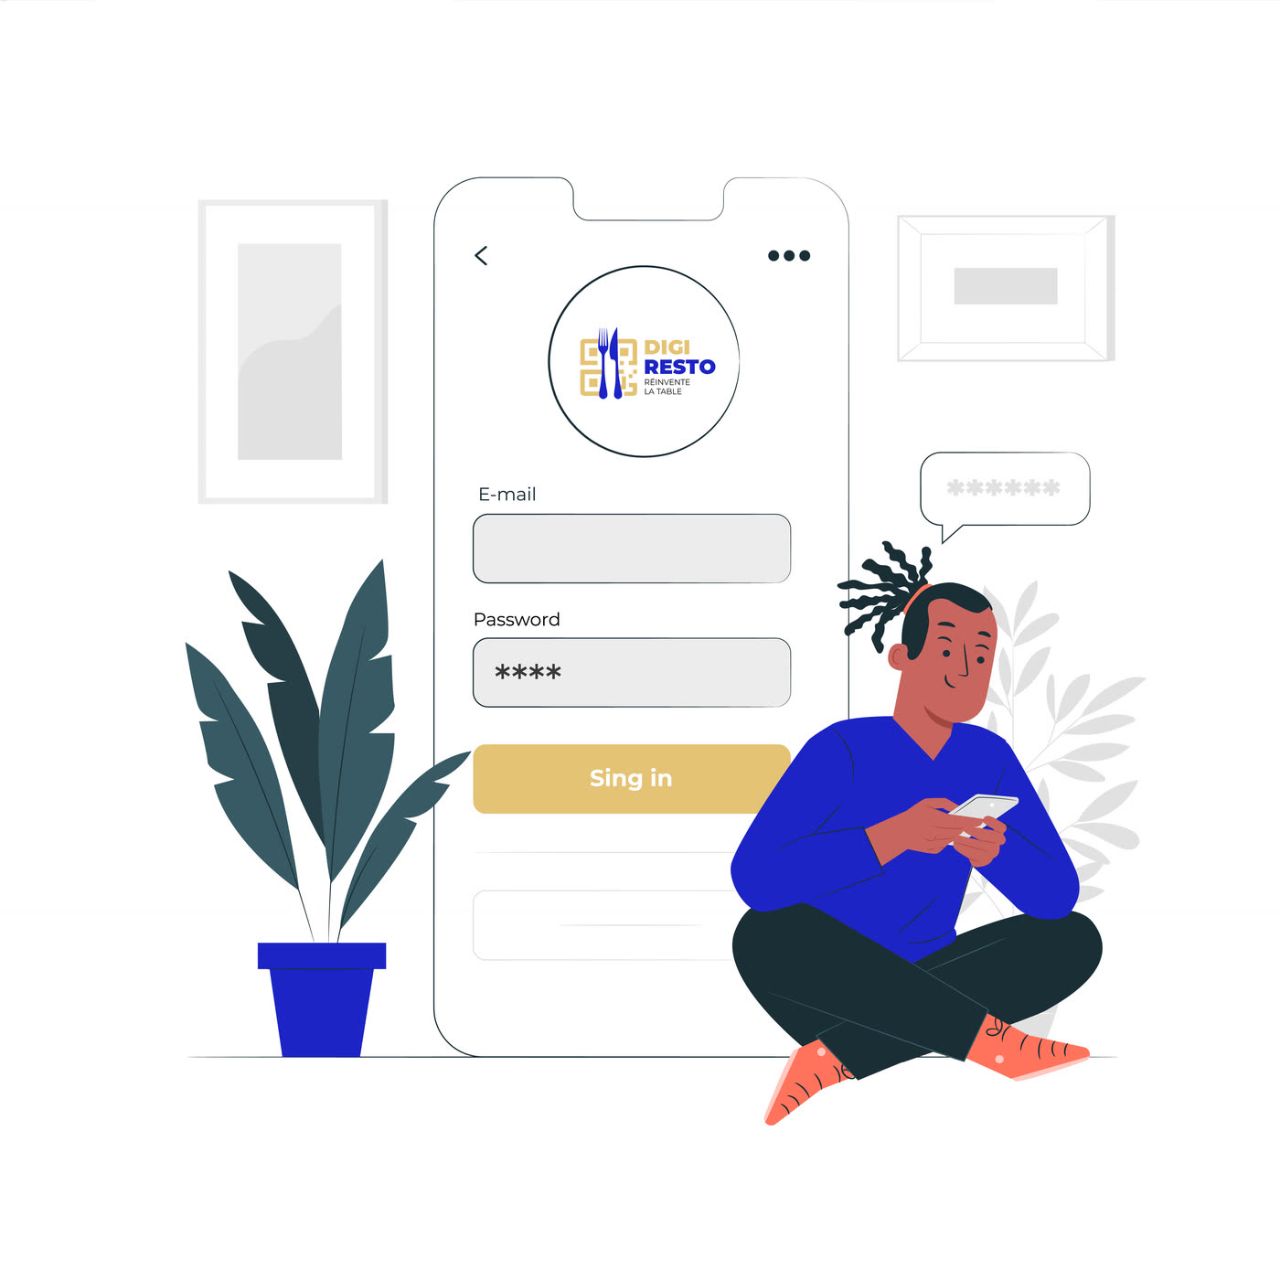 DIGI
RESTO
RÉINVENTE
LA TABLE
E-mail
******
Password
****
Sing in